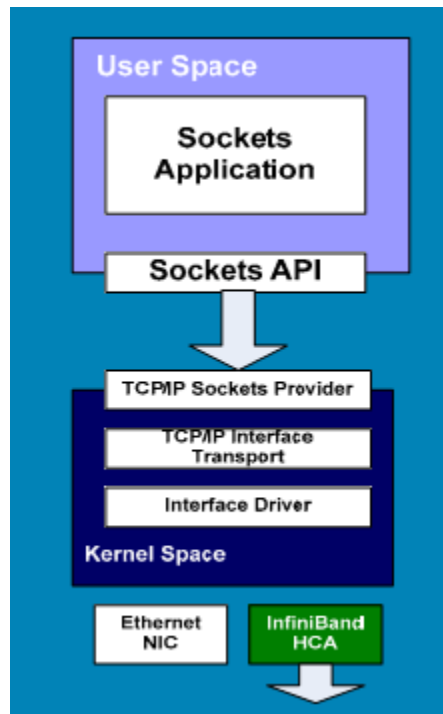 User Space
Sockets
Application
Sockets API
TCP/IP Sockets Provider
TCP/IP Interface
Transport
Interface Driver
Kernel Space
Ethernet
NIC
InfiniBand
HCA